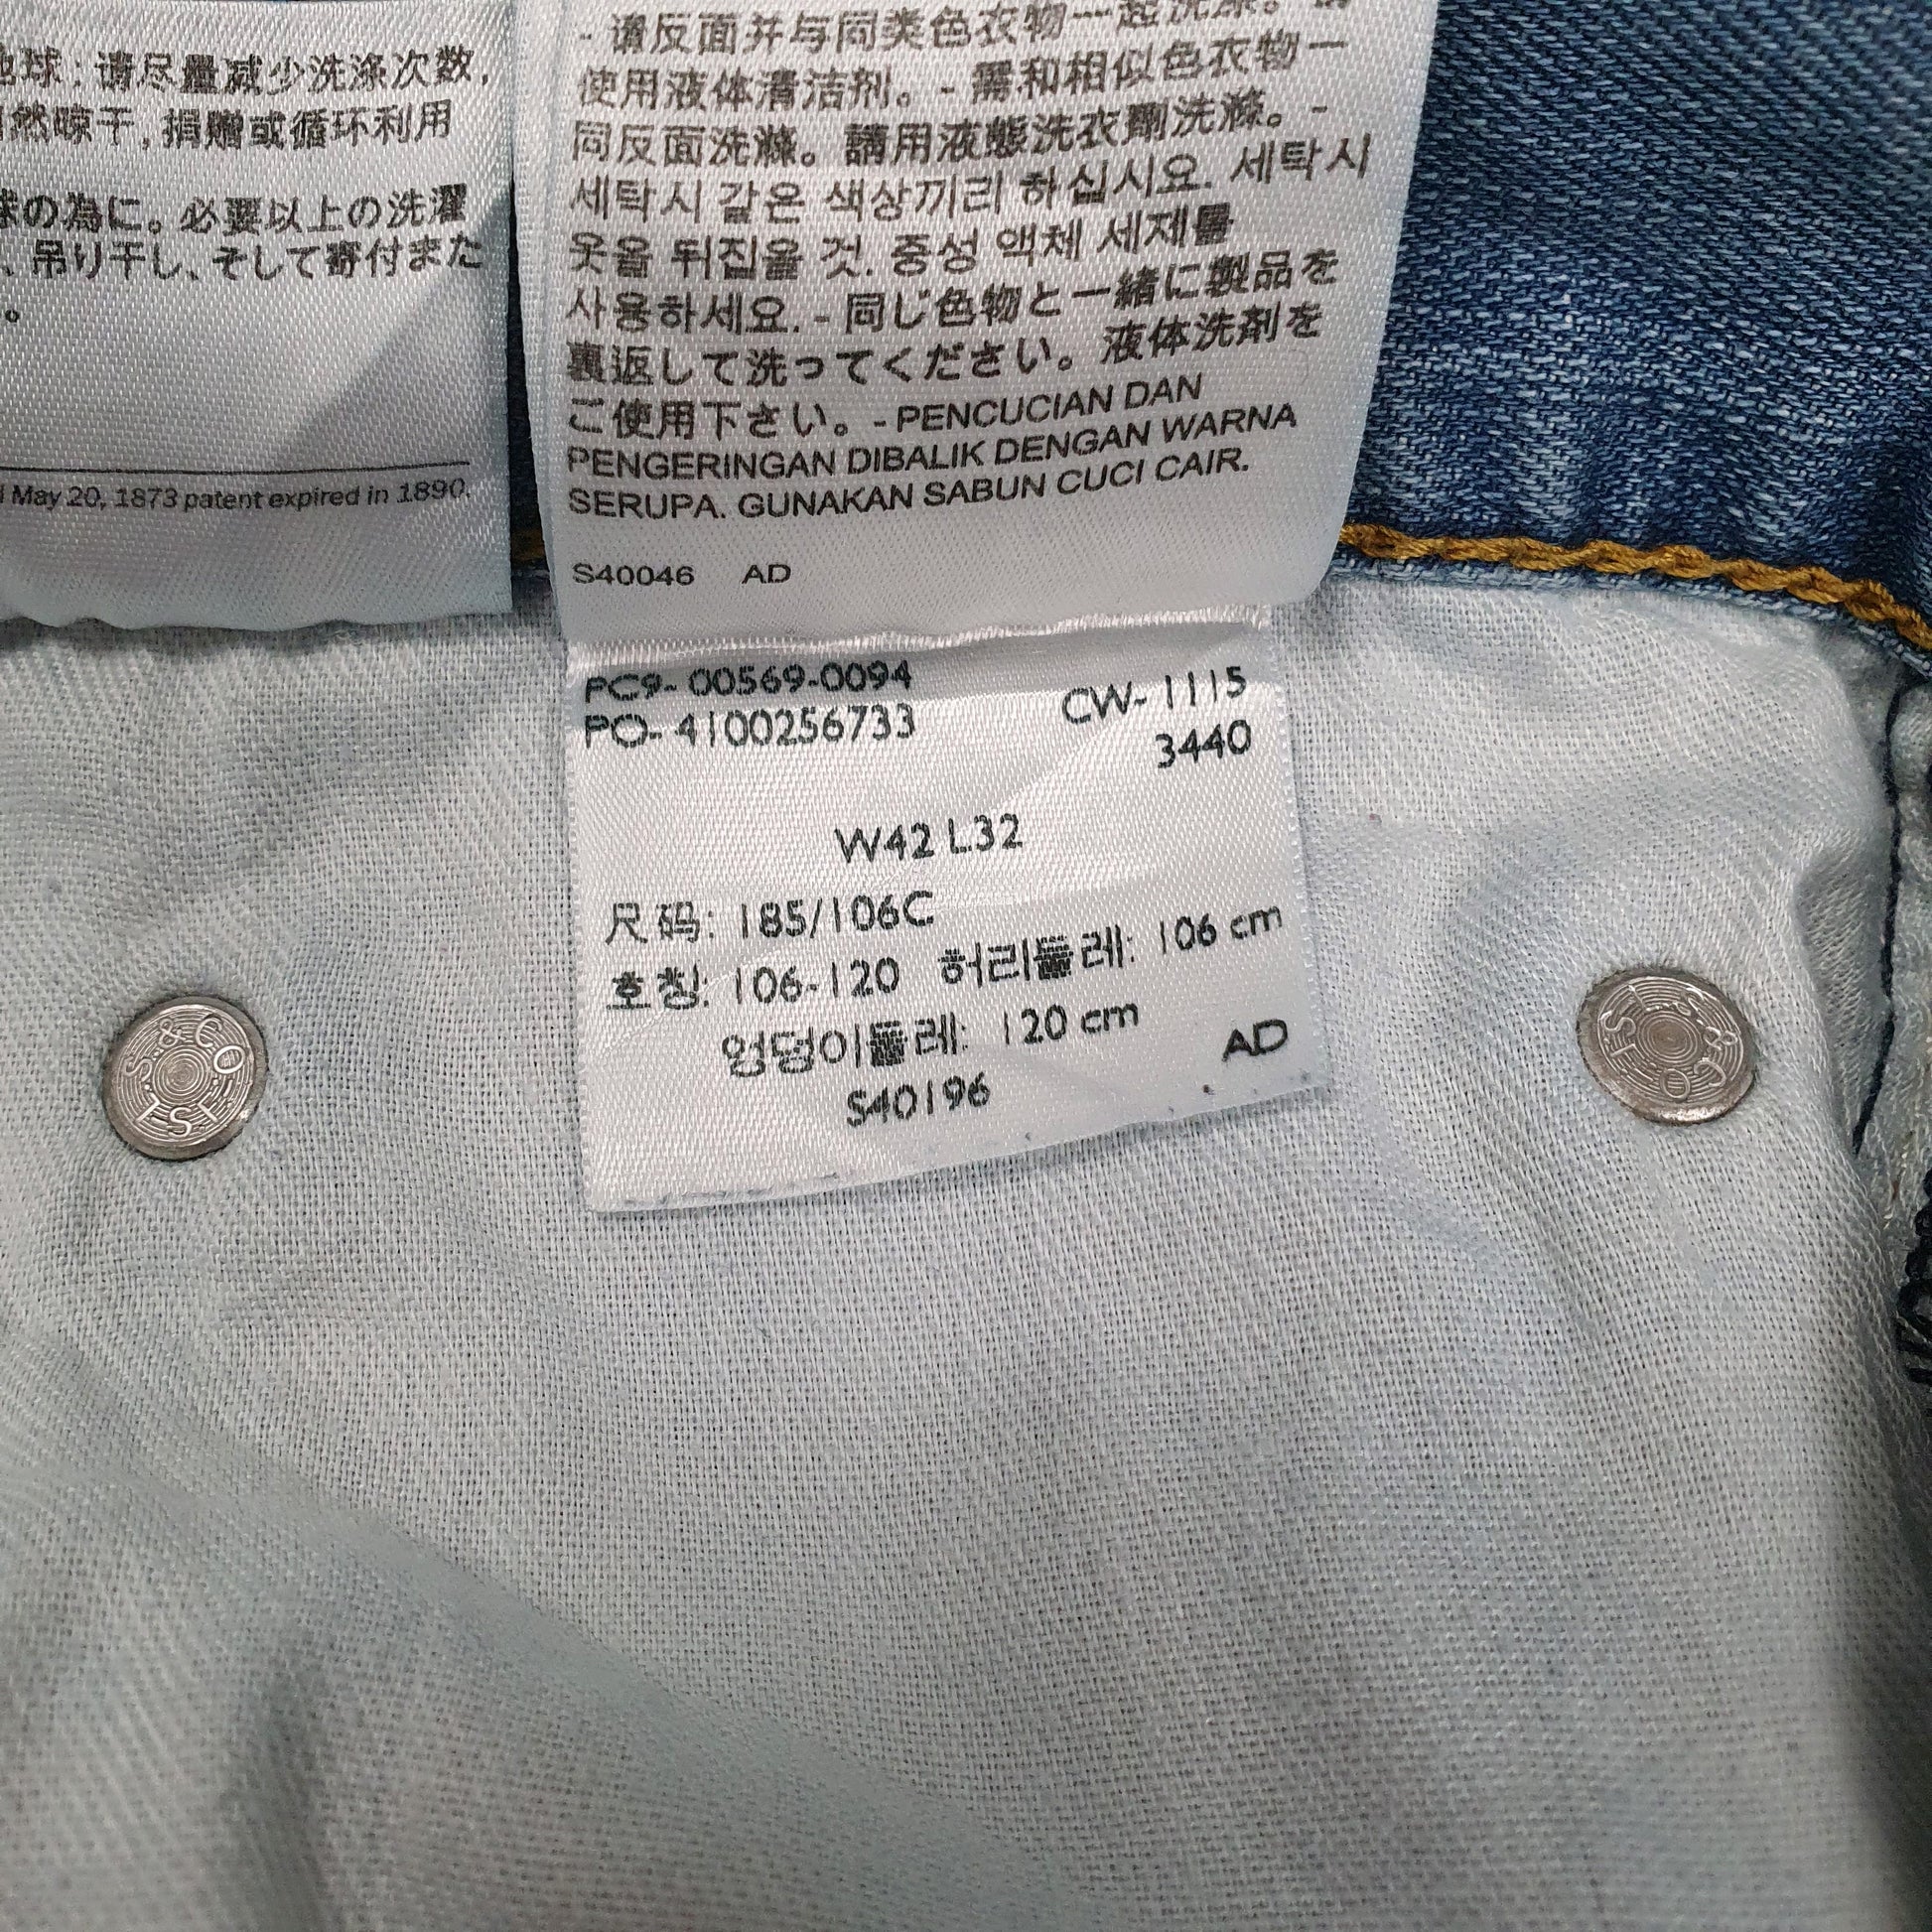 球:请尽量减少洗涤次数,
然晾干,捐赠或循环利用
の為に。必要以上の洗濯
、吊り干し、そして寄付また
。
May 20, 1873 patent expired in 1890.
- 请反面并与同类色衣物一起洗涤。
使用液体清洁剂。- 需和相似色衣物一
同反面洗滌。請用液態洗衣劑洗滌。-
세탁시 같은 색상끼리 하십시요. 세탁시
옷을 뒤집을 것. 중성 액체 세제를
사용하세요. - 同じ色物と一緒に製品を
裏返して洗ってください。液体洗剤を
ご使用下さい。- PENCUCIAN DAN
PENGERINGAN DIBALIK DENGAN WARNA
SERUPA. GUNAKAN SABUN CUCI CAIR.
S40046 AD
PC9- 00569-0094 CW- 1115
PO- 4100256733 3440
W42 L32
尺码: 185/106C
호칭: 106-120 허리둘레: 106 cm
엉덩이둘레: 120 cm
AD
S40196
L.S.&CO
SF
L.S.&CO
SF